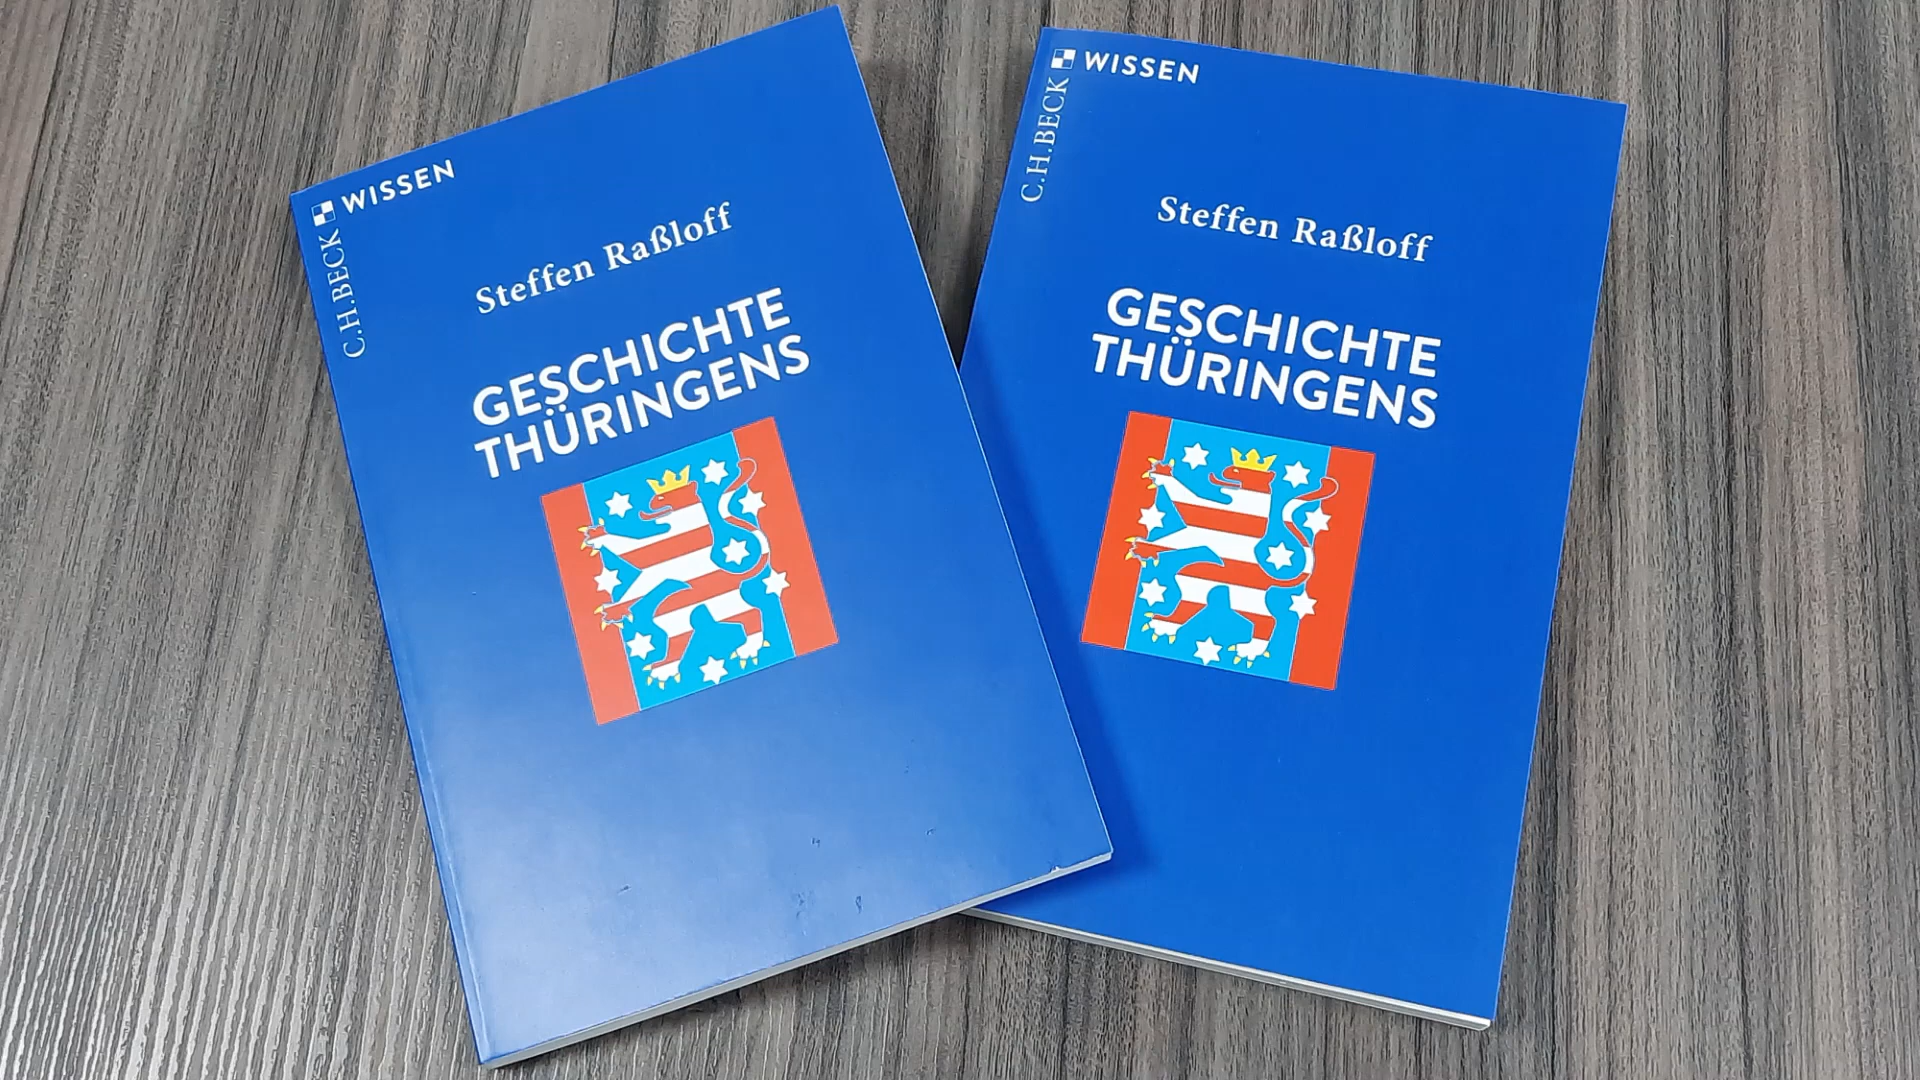 WISSEN
C.H.BECK
Steffen Raßloff
GESCHICHTE
THÜRINGENS
WISSEN
C.H.BECK
Steffen Raßloff
GESCHICHTE
THÜRINGENS